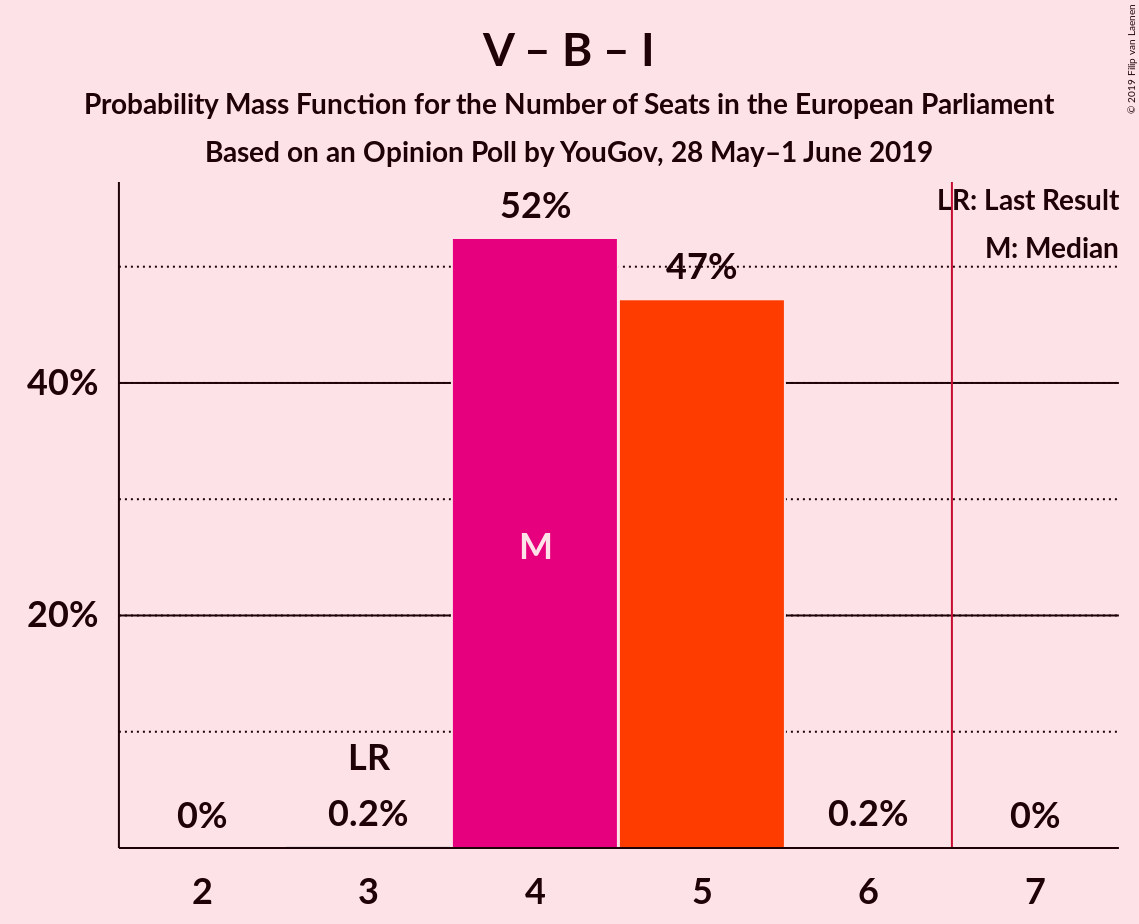 V – B – I
Probability Mass Function for the Number of Seats in the European Parliament
Based on an Opinion Poll by YouGov, 28 May–1 June 2019
© 2019 Filip van Laenen
LR: Last Result
M: Median
52%
47%
40%
20%
M
LR
0%
0.2%
0.2%
0%
2
3
4
5
6
7